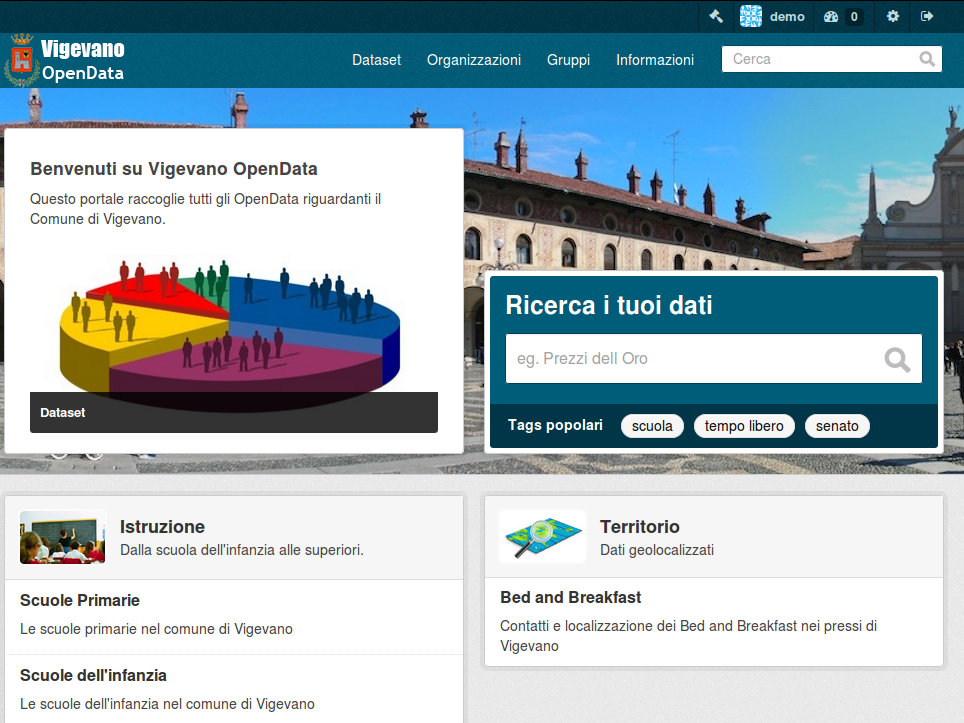 demo
0
Vigevano
OpenData
Dataset
Organizzazioni
Gruppi
Informazioni
Cerca
Benvenuti su Vigevano OpenData
Questo portale raccoglie tutti gli OpenData riguardanti il
Comune di Vigevano.
Dataset
Ricerca i tuoi dati
eg. Prezzi dell Oro
Tags popolari
scuola
tempo libero
senato
Istruzione
Dalla scuola dell'infanzia alle superiori.
Scuole Primarie
Le scuole primarie nel comune di Vigevano
Scuole dell'infanzia
Le scuole dell'infanzia nel comune di Vigevano
Territorio
Dati geolocalizzati
Bed and Breakfast
Contatti e localizzazione dei Bed and Breakfast nei pressi di
Vigevano